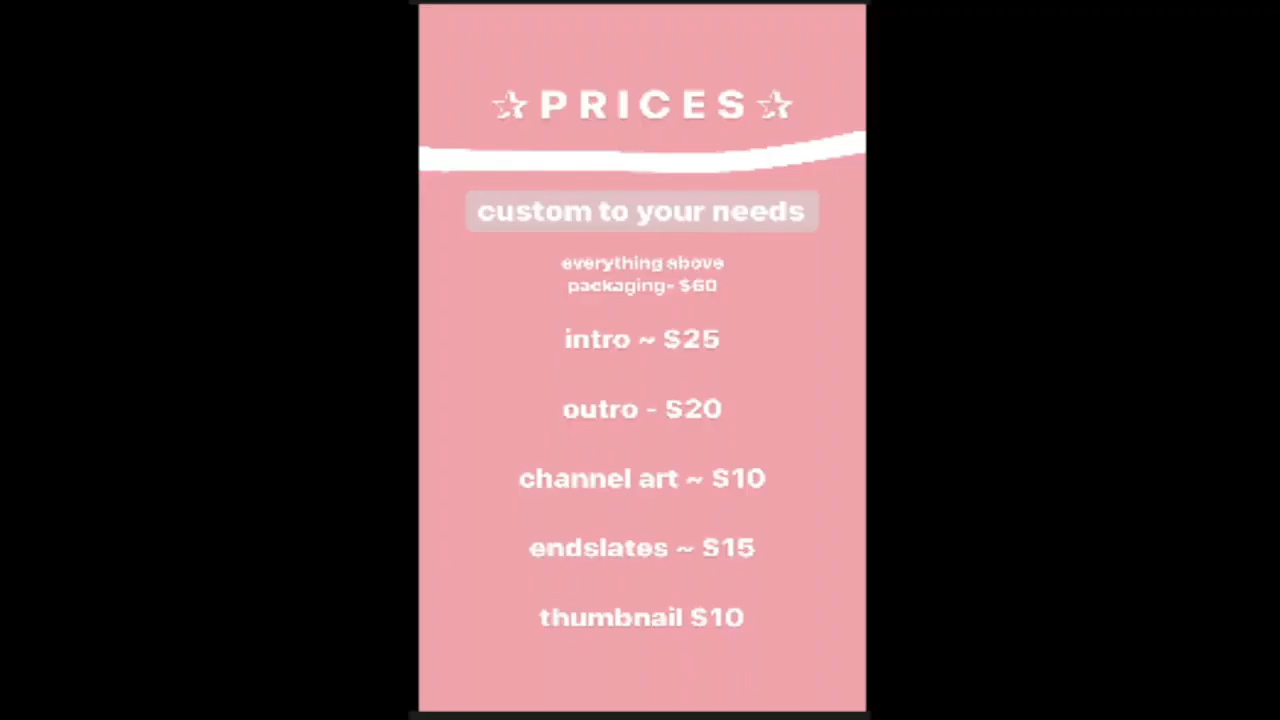 ☆PRICES☆
custom to your needs
everything above
packaging- $60
intro ~ $25
outro - $20
channel art ~ $10
endslates ~ $15
thumbnail $10